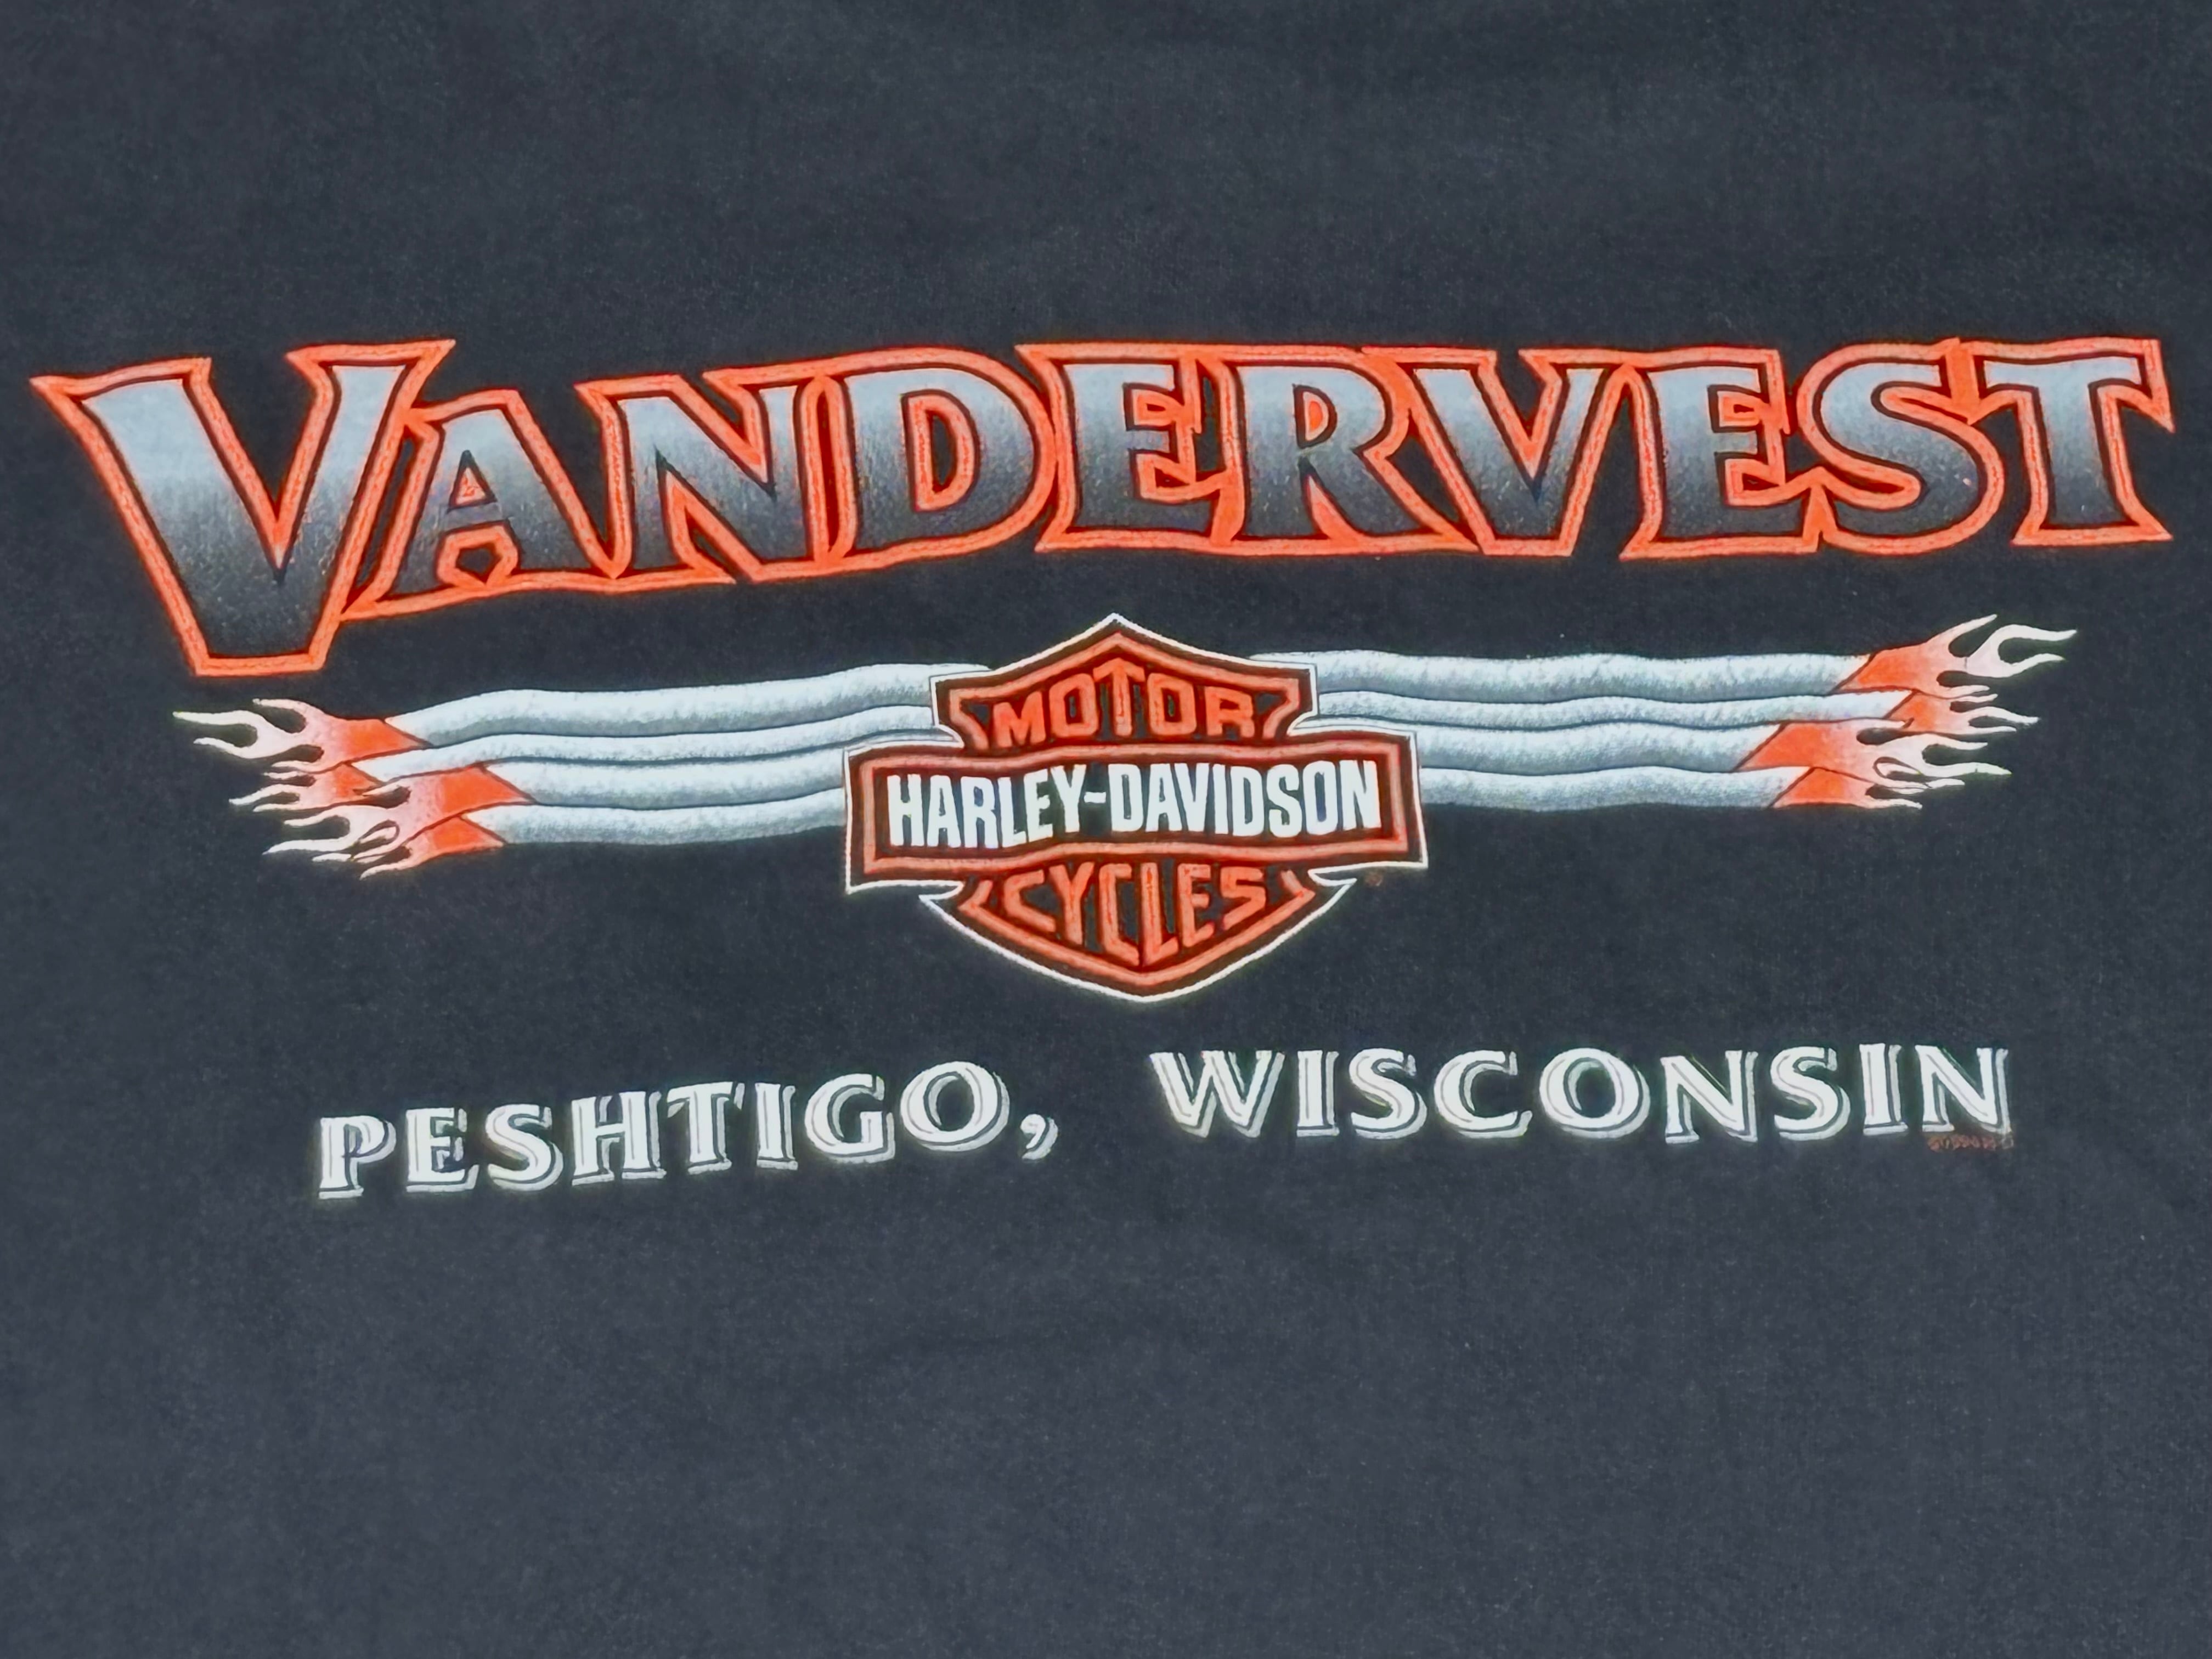 VANDERVEST
MOTOR
HARLEY-DAVIDSON
CYCLES
PESHTIGO, WISCONSIN